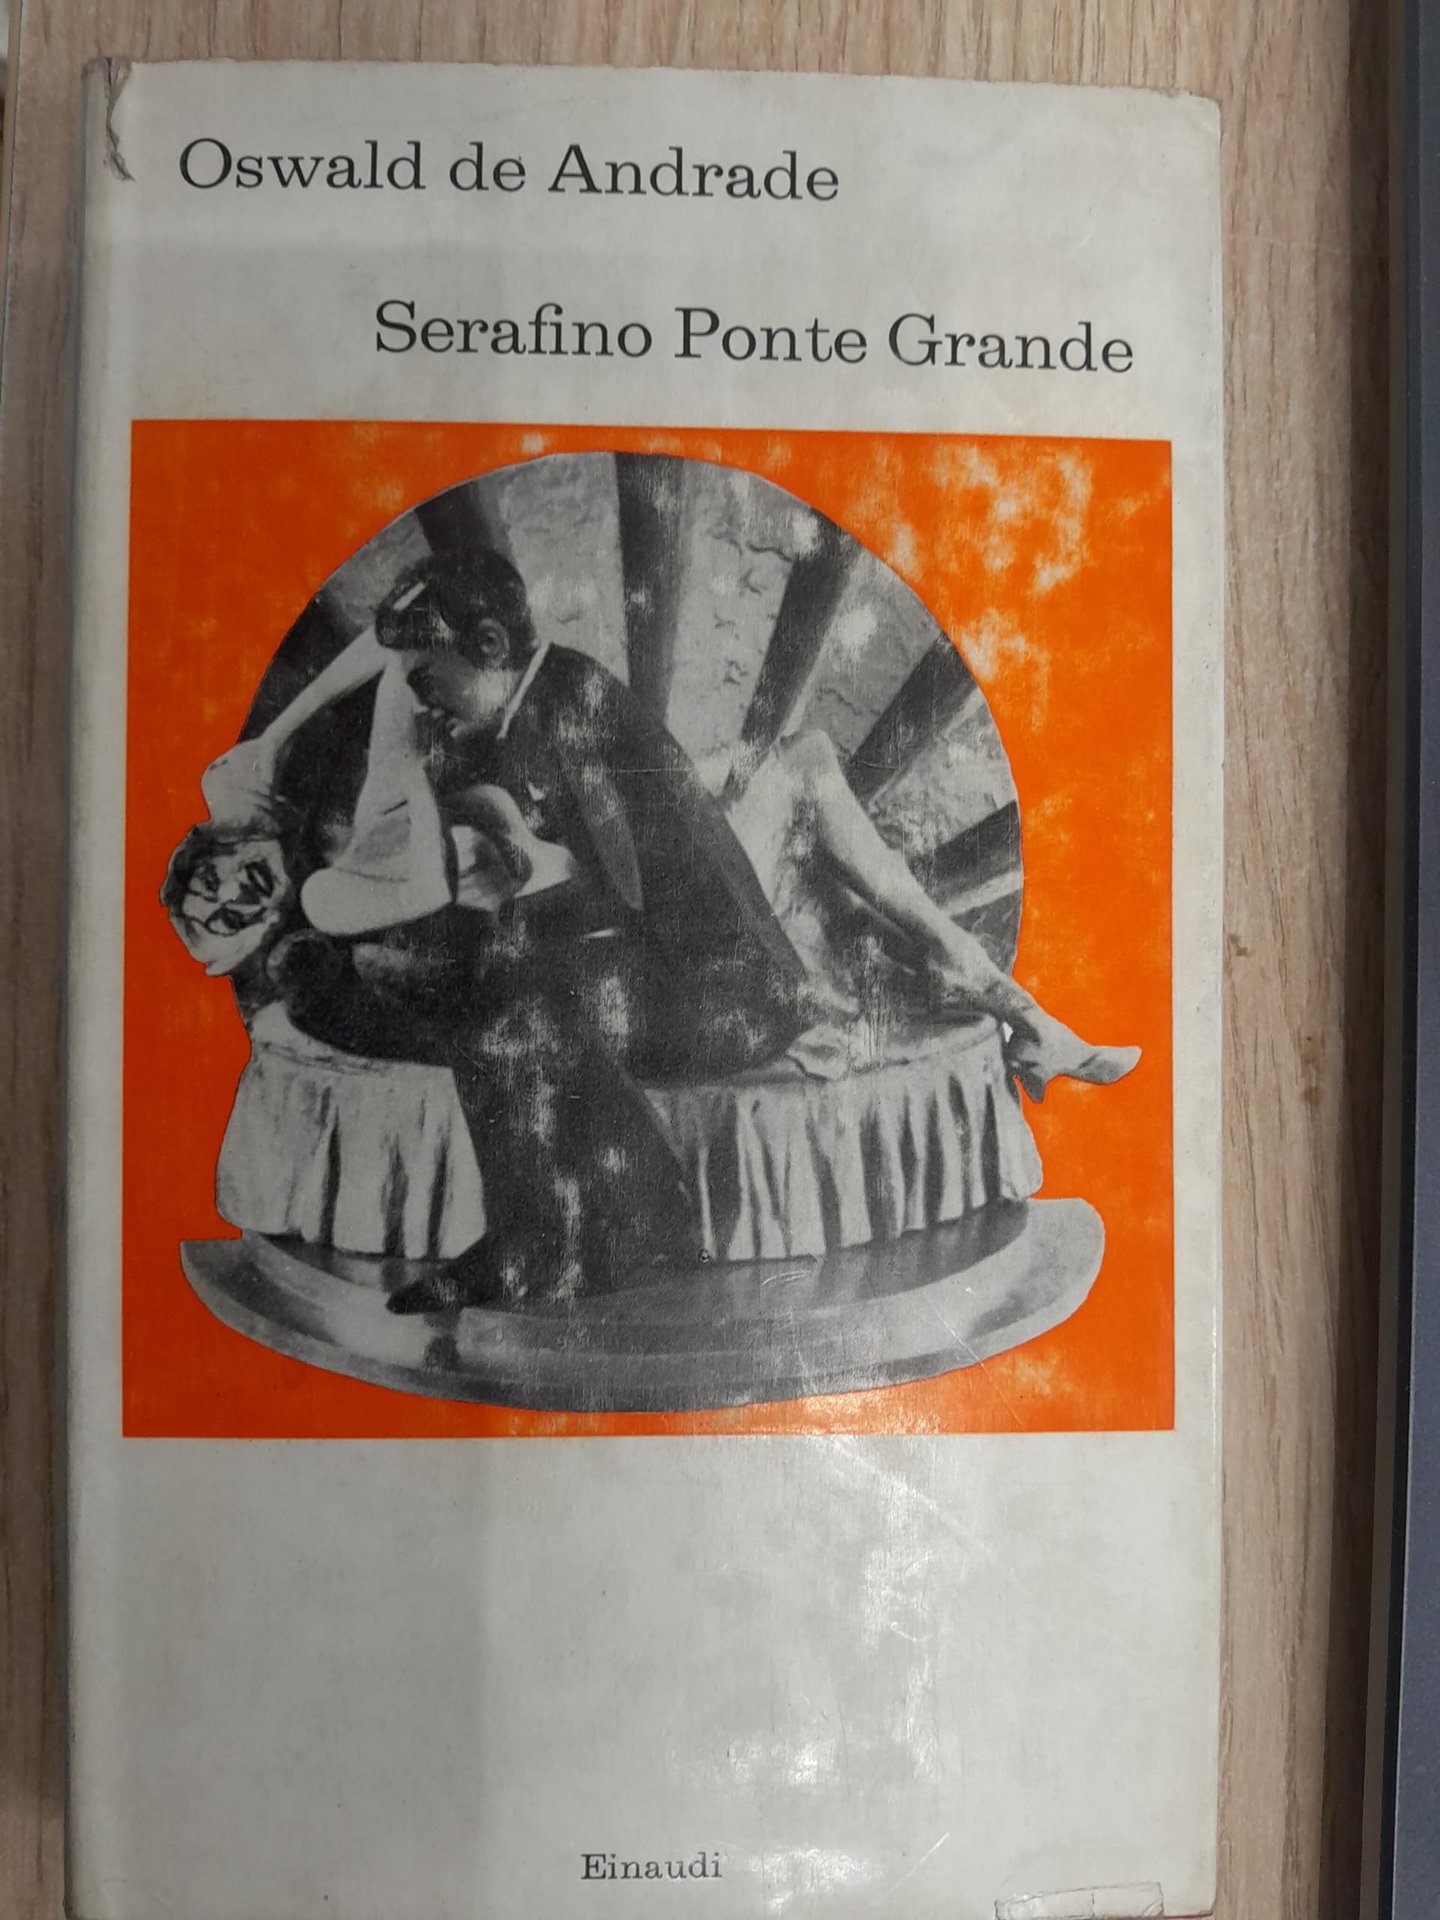 Oswald de Andrade
Serafino Ponte Grande
Einaudi